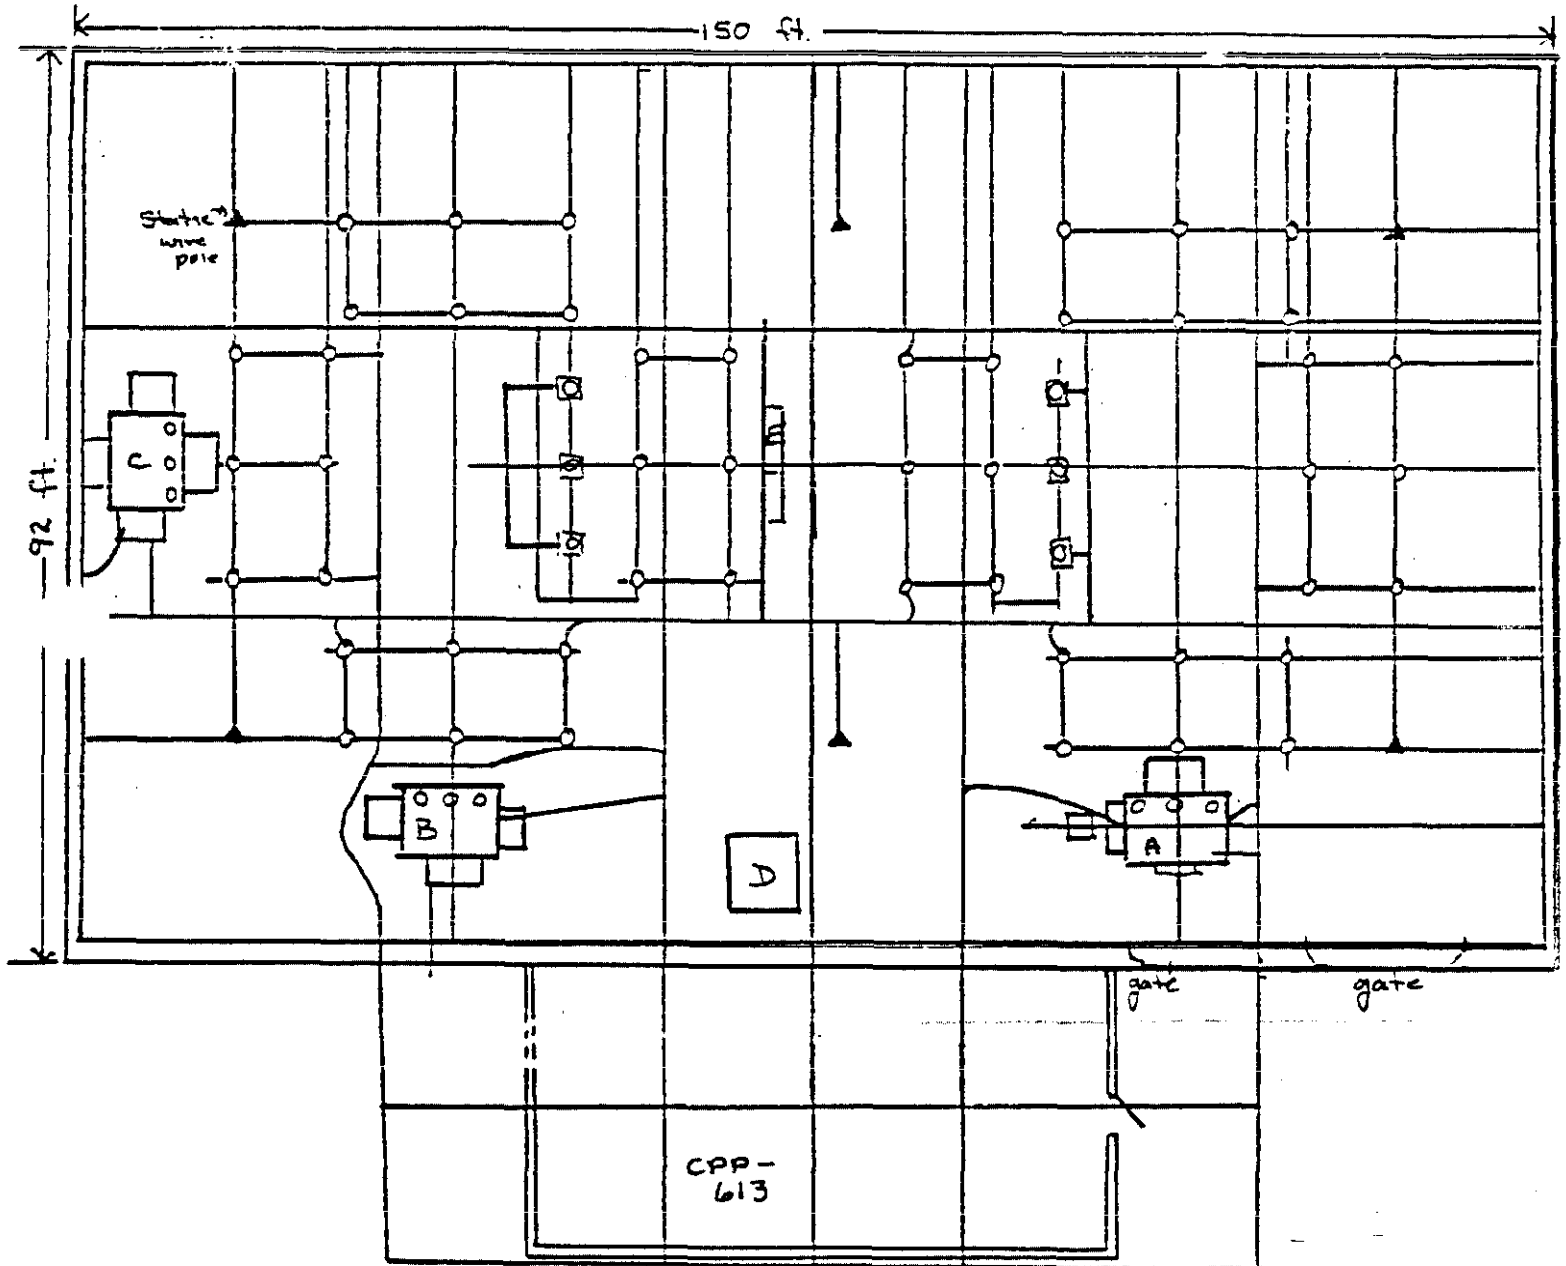 150 ft.
Static
wire
pole
92 ft.
C
E
B
A
D
gate
gate
CPP-
613